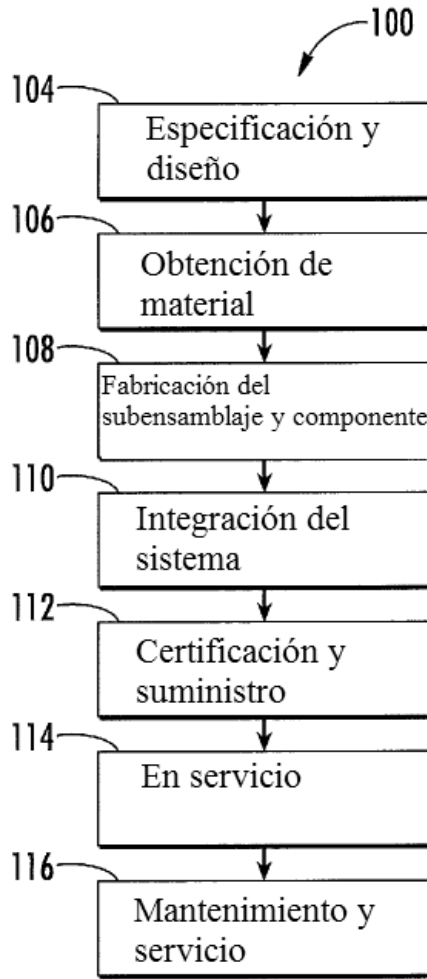 100
104
Especificación y
diseño
106
Obtención de
material
108
Fabricación del
subensamblaje y componente
110
Integración del
sistema
112
Certificación y
suministro
114
En servicio
116
Mantenimiento y
servicio